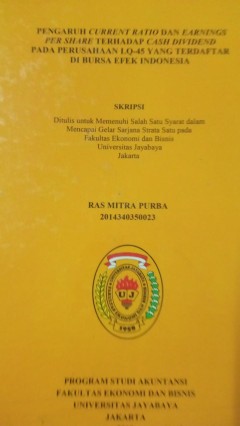 PENGARUH CURRENT RATIO DAN EARNINGS
PER SHARE TERHADAP CASH DIVIDEND
PADA PERUSAHAAN LQ-45 YANG TERDAFTAR
DI BURSA EFEK INDONESIA
SKRIPSI
Ditulis untuk Memenuhi Salah Satu Syarat dalam
Mencapai Gelar Sarjana Strata Satu pada
Fakultas Ekonomi dan Bisnis
Universitas Jayabaya
Jakarta
RAS MITRA PURBA
2014340350023
UJ
1958
PROGRAM STUDI AKUNTANSI
FAKULTAS EKONOMI DAN BISNIS
UNIVERSITAS JAYABAYA
JAKARTA